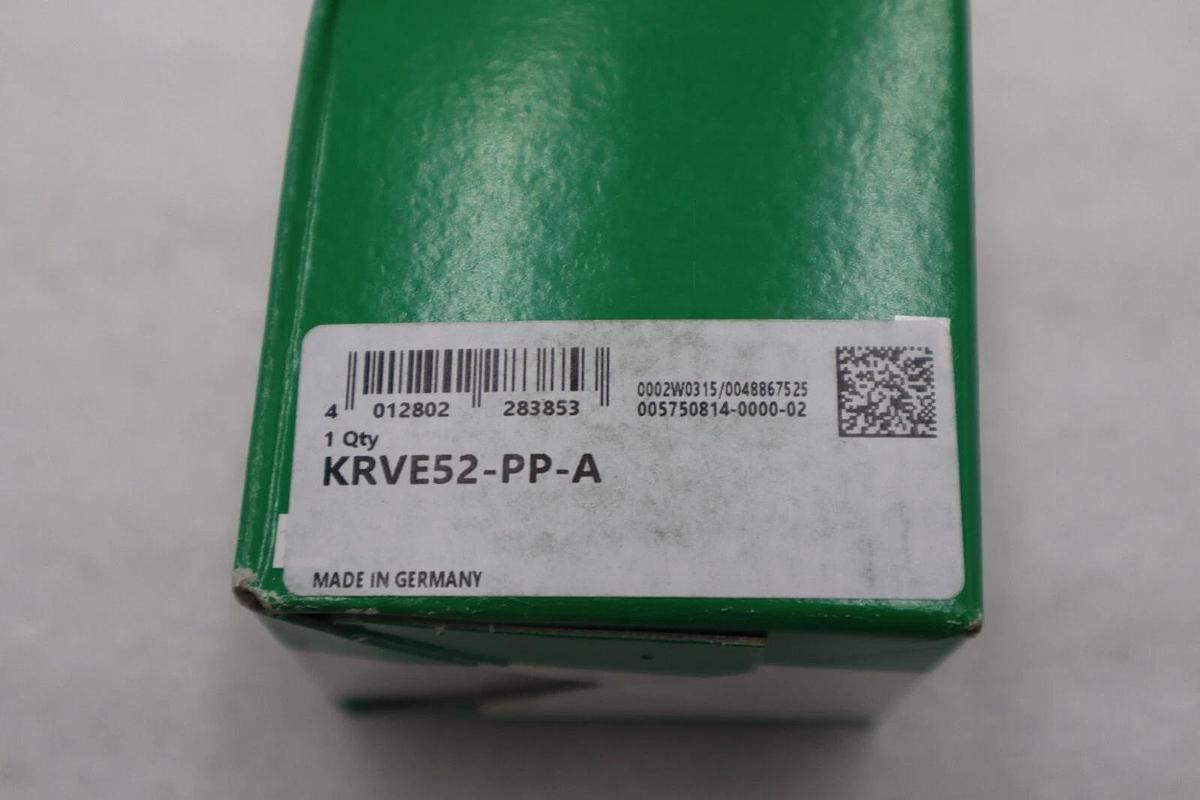 4 012802 283853
0002W0315/0048867525
005750814-0000-02
1 Qty
KRVE52-PP-A
MADE IN GERMANY